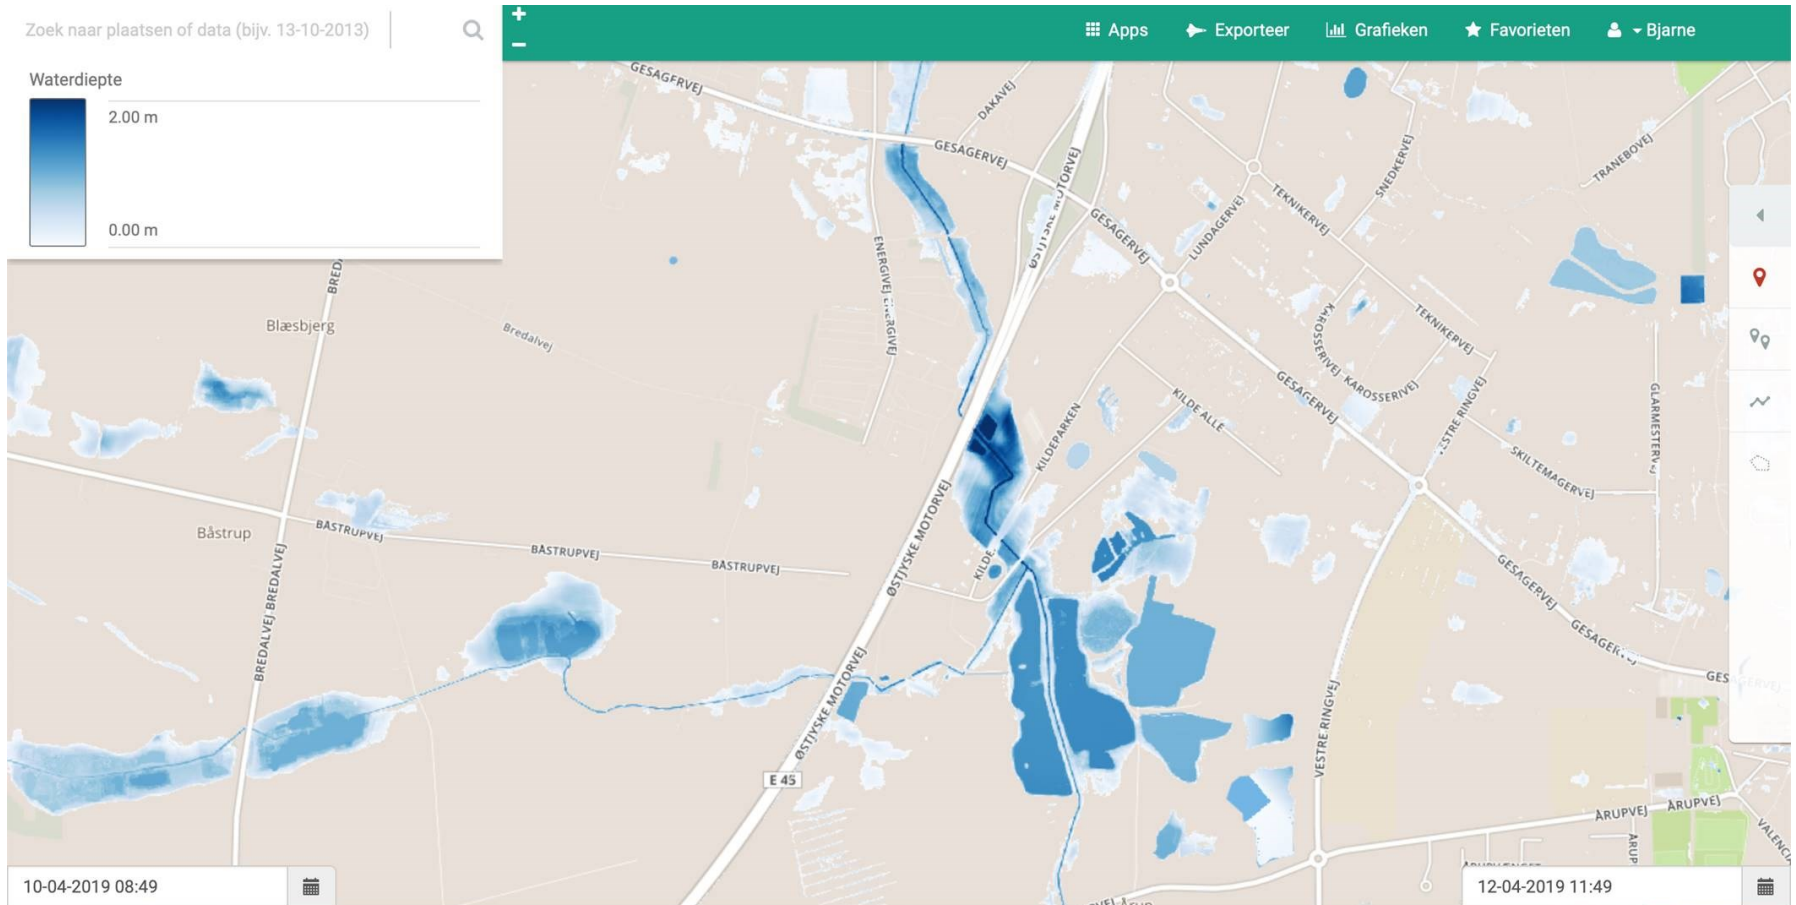 Zoek naar plaatsen of data (bijv. 13-10-2013)
Apps
Exporteer
Grafieken
Favorieten
Bjarne
Waterdiepte
2.00 m
0.00 m
GESAGERVEJ
DAKAVEJ
GESAGERVEJ
ØSTJYSKE MOTORVEJ
GESAGERVEJ
LUNDAGERVEJ
TEKNIKERVEJ
SNEDKERVEJ
TRANEBOVEJ
ENERGIVEJ
ENERGIVEJ
Blæsbjerg
Bredalvej
KAROSSERIVEJ
KAROSSERIVEJ
TEKNIKERVEJ
GESAGERVEJ
VESTRE RINGVEJ
GLARMESTERVEJ
KILDEPARKEN
KILDE ALLE
SKILTEMAGERVEJ
Båstrup
BÅSTRUPVEJ
BÅSTRUPVEJ
BÅSTRUPVEJ
BREDALVEJ
BREDALVEJ
ØSTJYSKE MOTORVEJ
GESAGERVEJ
GESAGERVEJ
GESAGERVEJ
ØSTJYSKE MOTORVEJ
E 45
VESTRE RINGVEJ
ÅRUPVEJ
ÅRUPVEJ
10-04-2019 08:49
12-04-2019 11:49